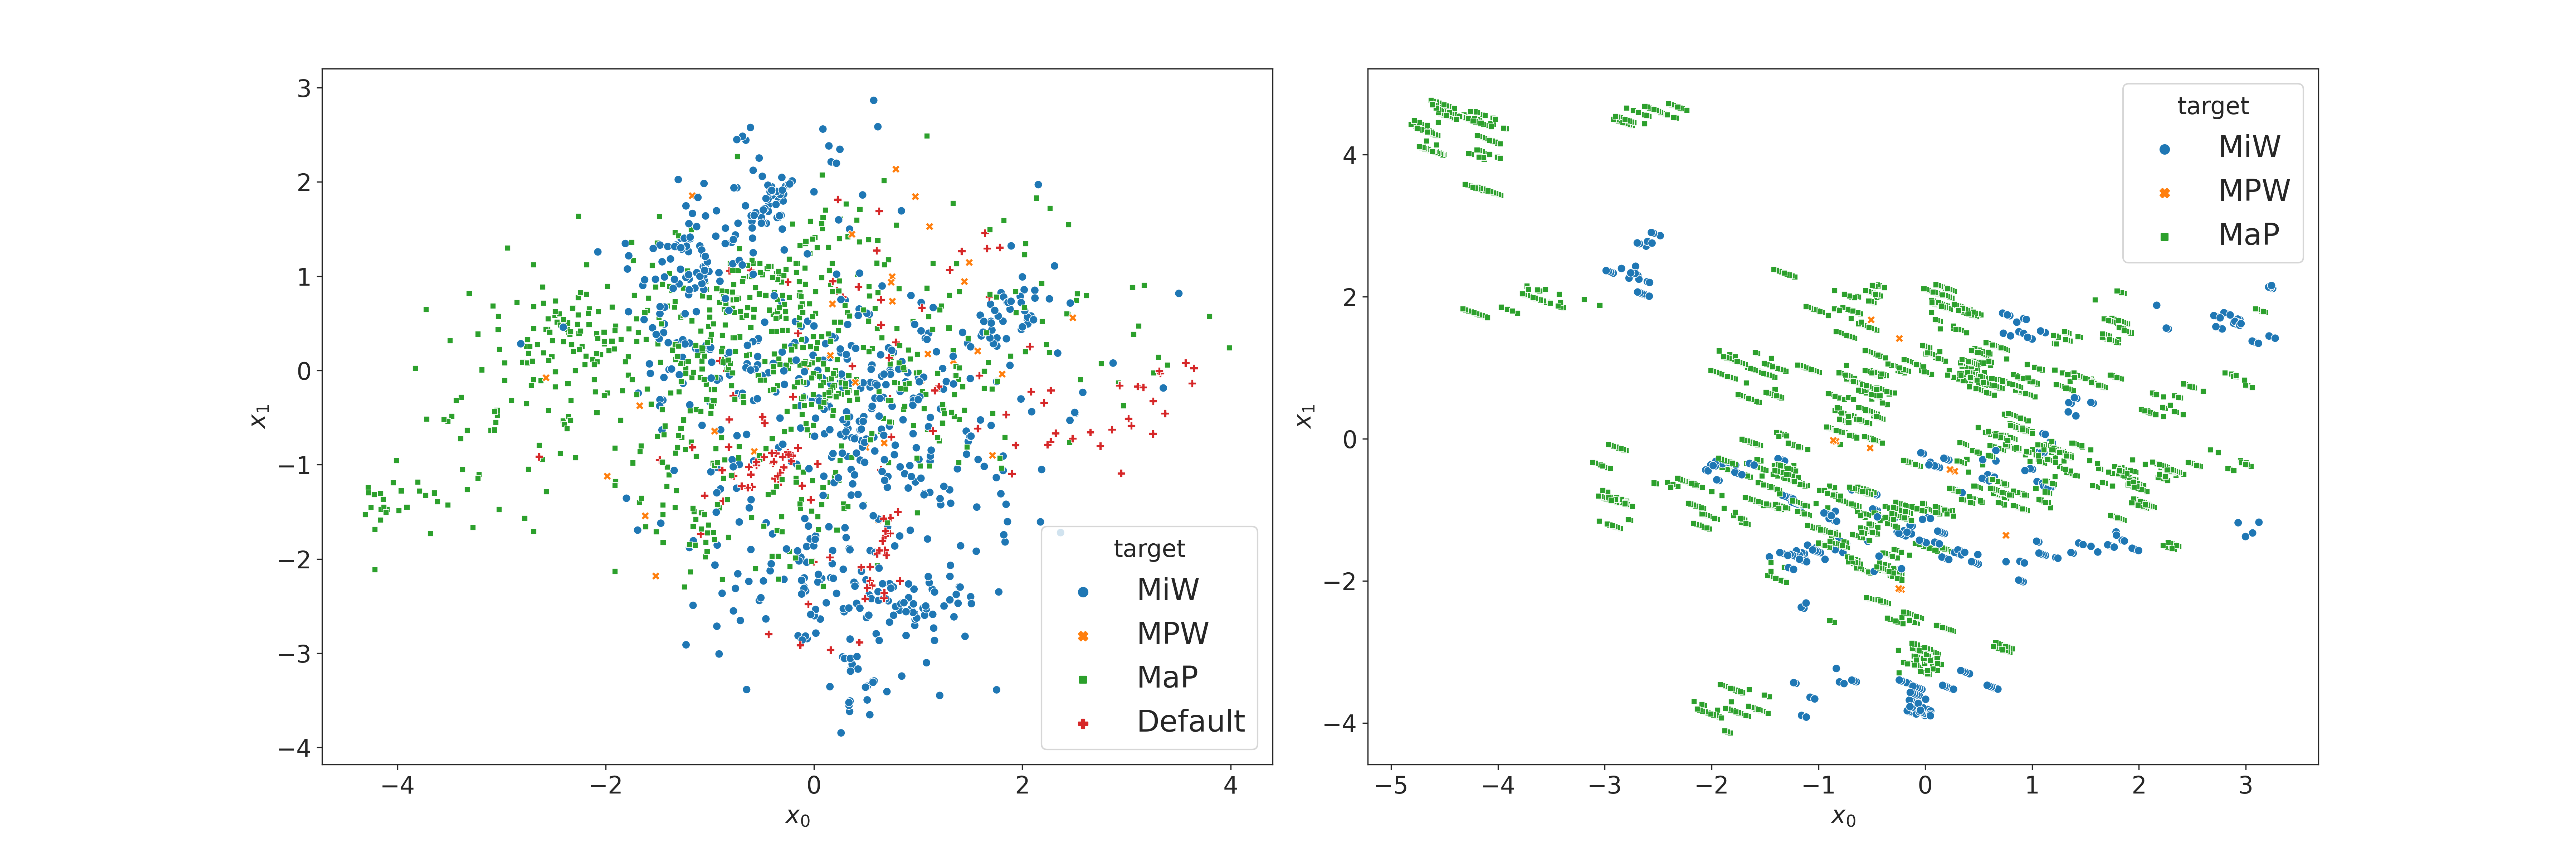 3
2
1
0
−1
−2
−3
−4
x₁
−4 −2 0 2 4
x₀
target
MiW
MPW
MaP
Default
4
2
0
−2
−4
x₁
−5 −4 −3 −2 −1 0 1 2 3
x₀
target
MiW
MPW
MaP